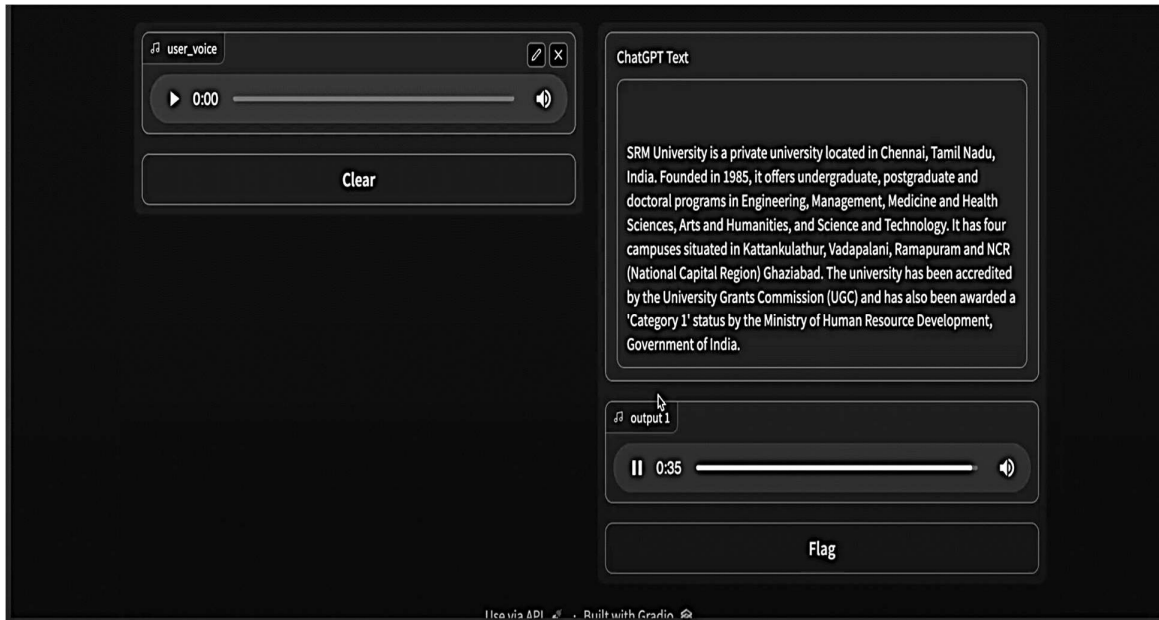 user_voice
0:00
Clear
ChatGPT Text
SRM University is a private university located in Chennai, Tamil Nadu,
India. Founded in 1985, it offers undergraduate, postgraduate and
doctoral programs in Engineering, Management, Medicine and Health
Sciences, Arts and Humanities, and Science and Technology. It has four
campuses situated in Kattankulathur, Vadapalani, Ramapuram and NCR
(National Capital Region) Ghaziabad. The university has been accredited
by the University Grants Commission (UGC) and has also been awarded a
'Category 1' status by the Ministry of Human Resource Development,
Government of India.
output 1
0:35
Flag
Use via API · Built with Gradio